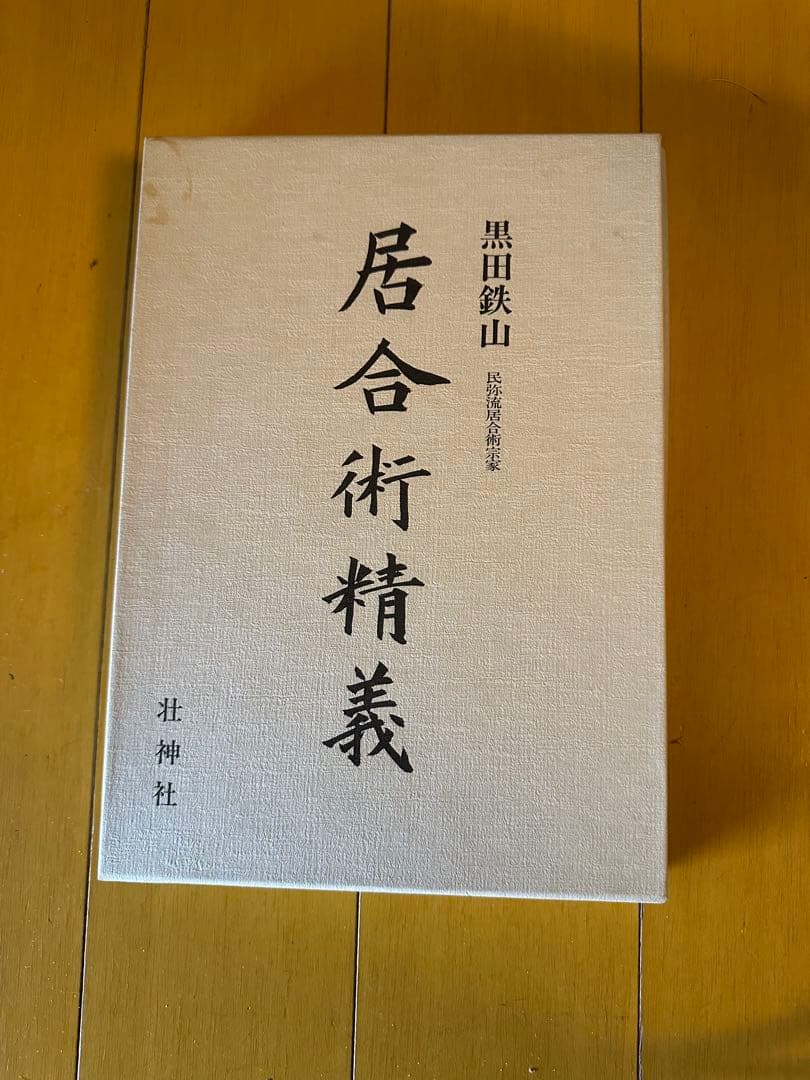 黒田鉄山
民弥流居合術宗家
居合術精義
壮神社